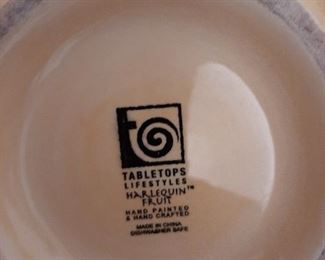 t
TABLETOPS
LIFESTYLES
HARLEQUIN™
FRUIT
HAND PAINTED
& HAND CRAFTED
MADE IN CHINA
DISHWASHER SAFE